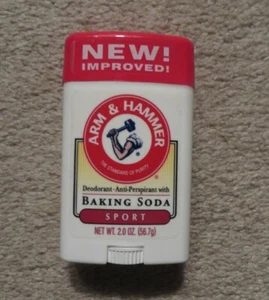 NEW!
IMPROVED!
ARM & HAMMER
THE STANDARD OF PURITY
®
Deodorant • Anti-Perspirant with
BAKING SODA
SPORT
NET WT. 2.0 OZ. (56.7g)